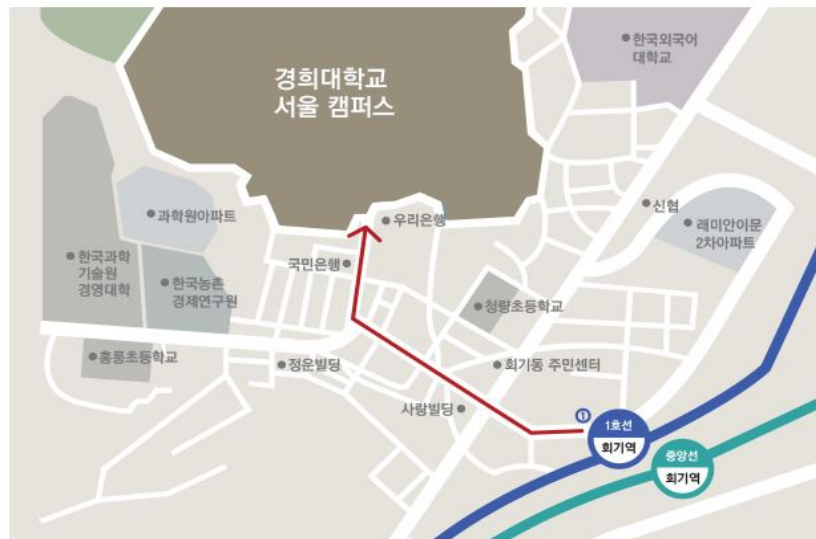 경희대학교
서울 캠퍼스
한국외국어
대학교
과학원아파트
우리은행
신협
래미안이문
2차아파트
한국과학
기술원
경영대학
국민은행
한국농촌
경제연구원
청량초등학교
홍릉초등학교
정운빌딩
회기동 주민센터
사랑빌딩
1
1호선
회기역
중앙선
회기역